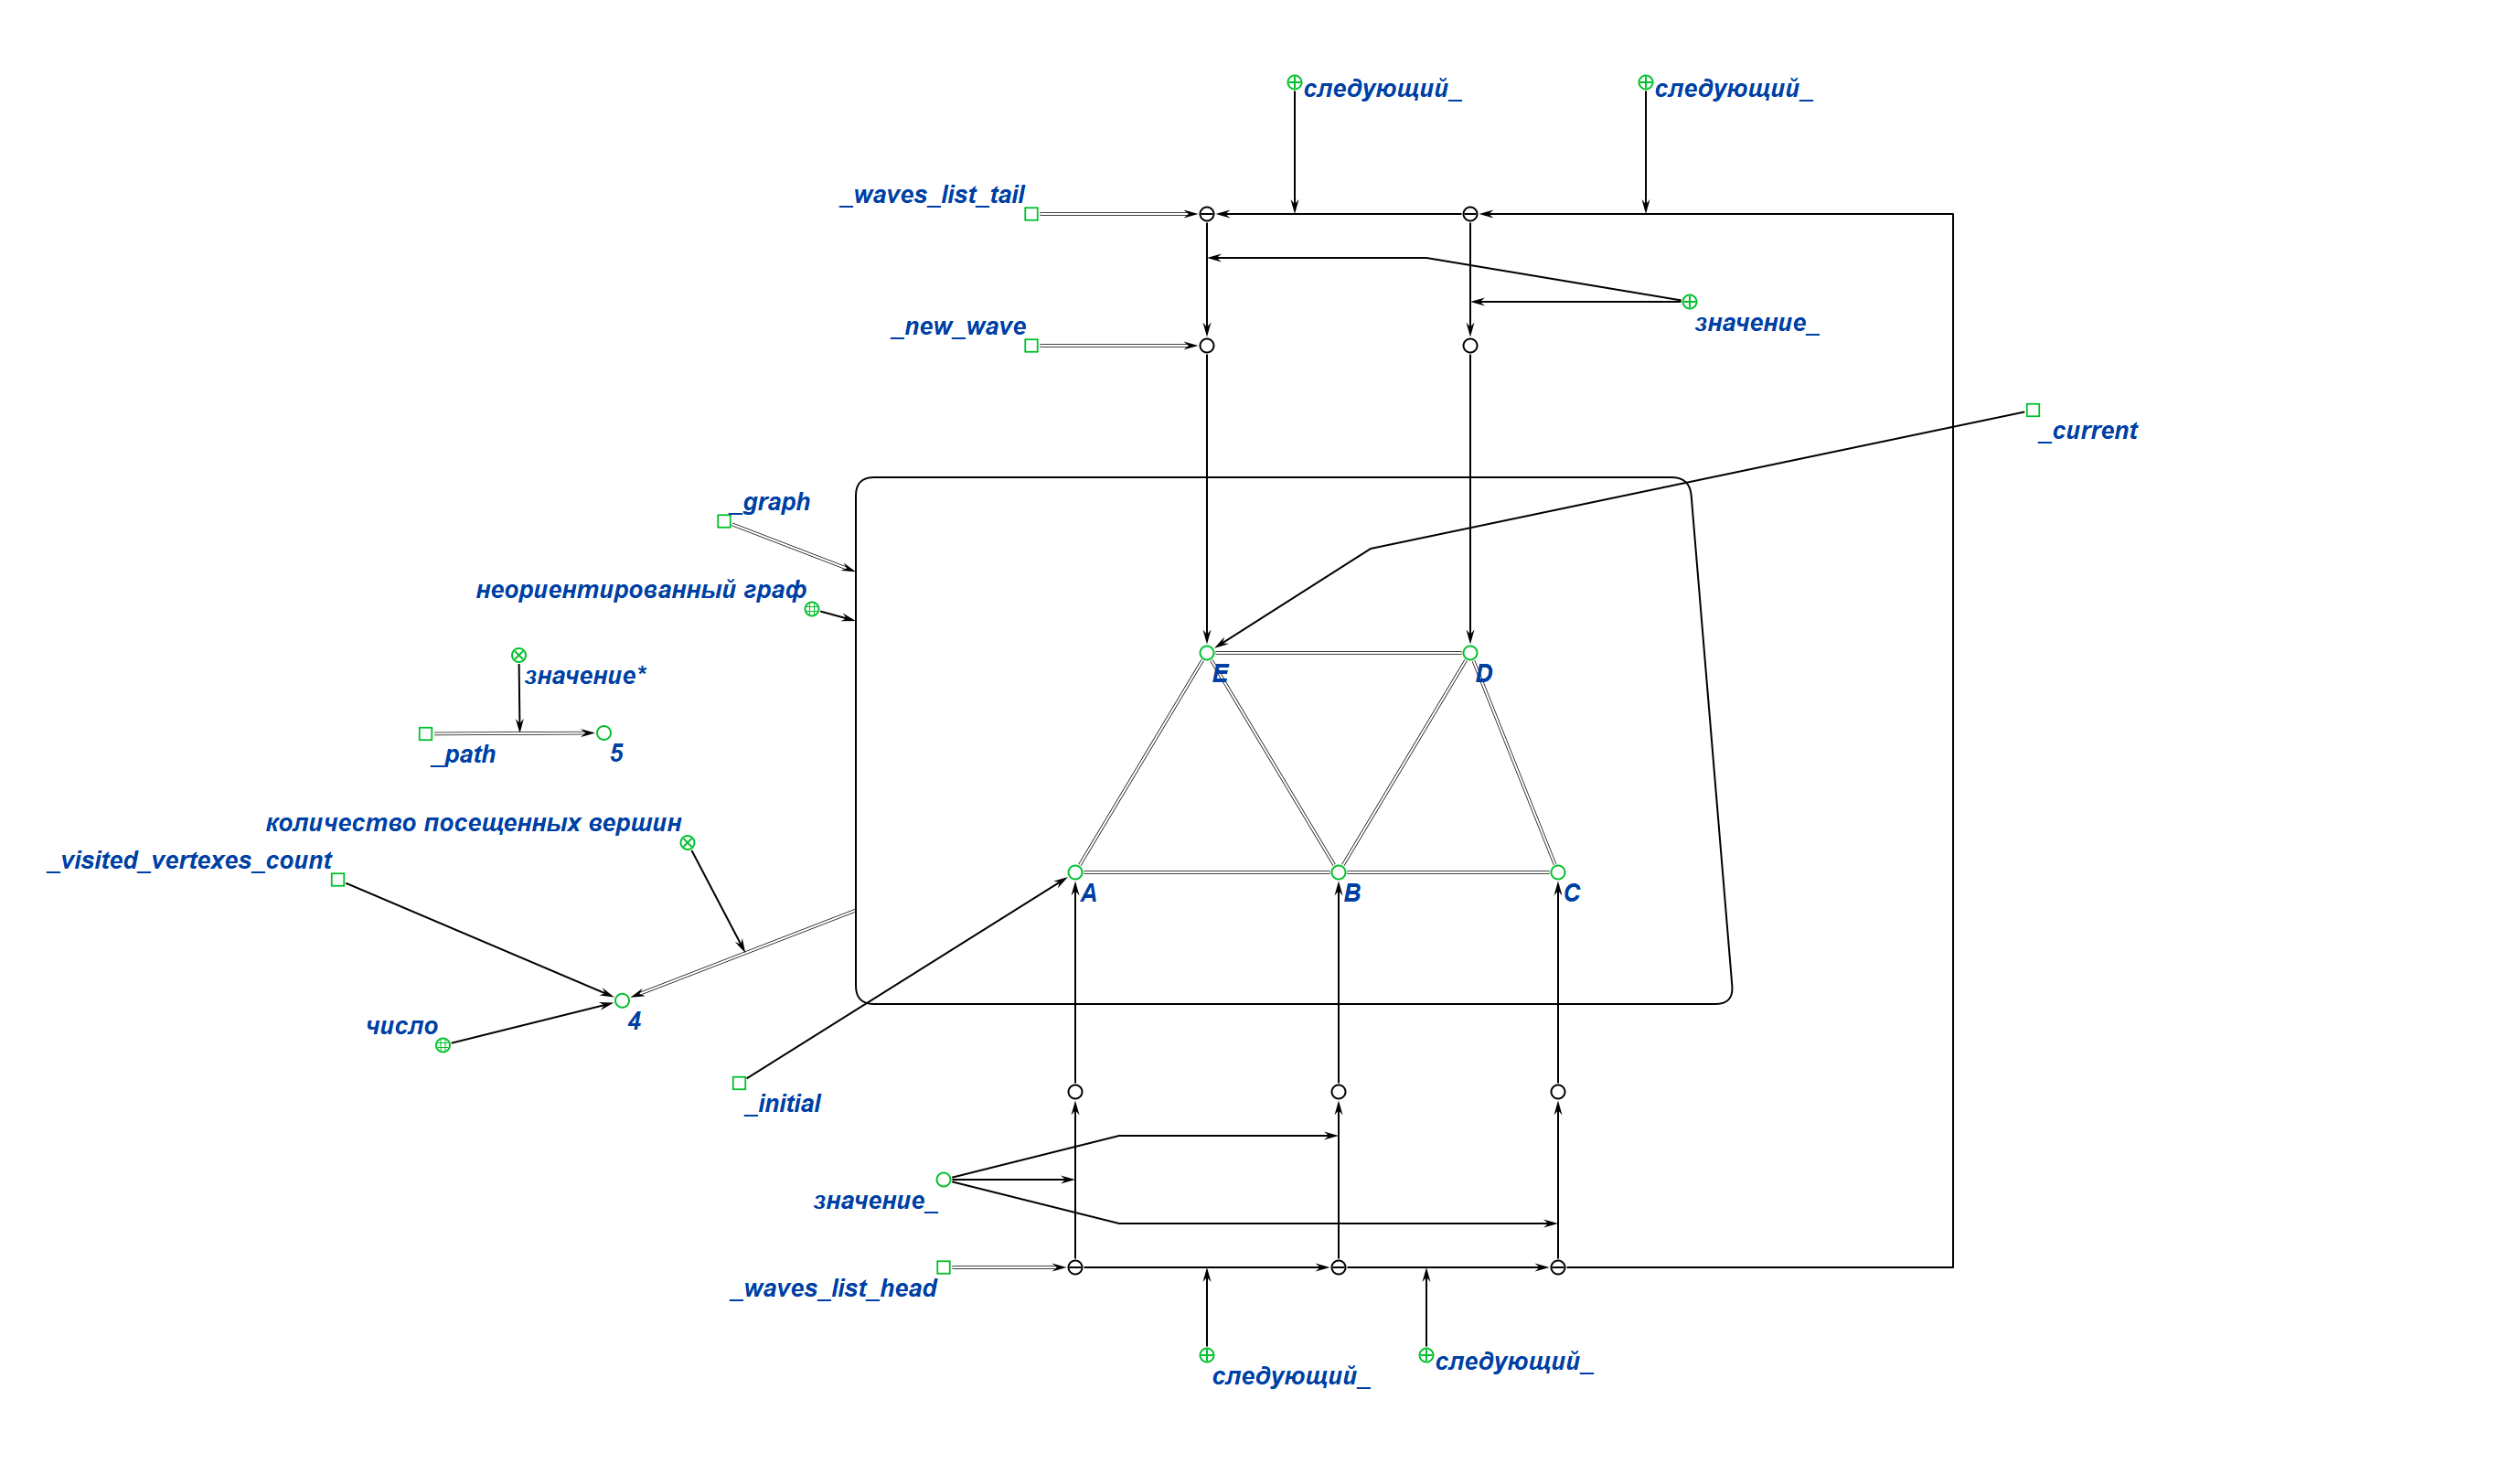 следующий_
следующий_
_waves_list_tail
_new_wave
значение_
_current
_graph
неориентированный граф
значение*
E
D
_path
5
количество посещенных вершин
_visited_vertexes_count
A
B
C
число
4
_initial
значение_
_waves_list_head
следующий_
следующий_